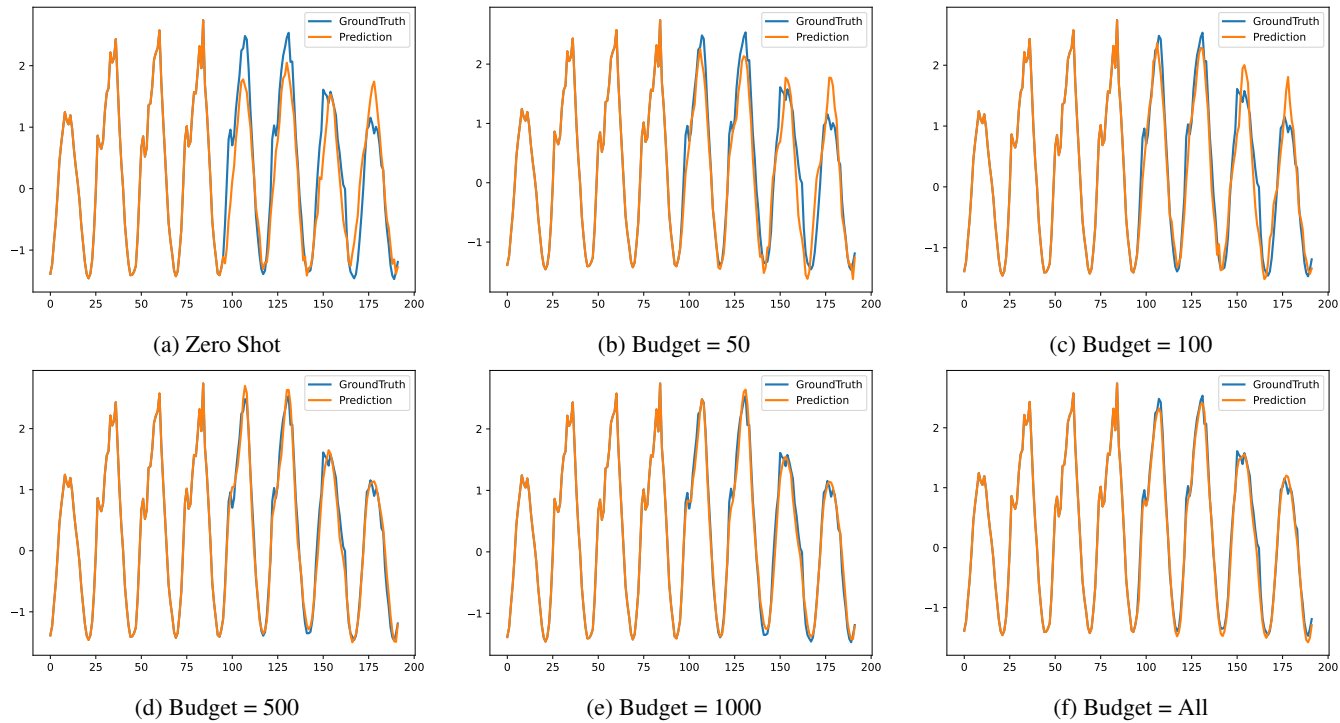 GroundTruth
Prediction
2
1
0
−1
0 25 50 75 100 125 150 175 200
(a) Zero Shot
GroundTruth
Prediction
2
1
0
−1
0 25 50 75 100 125 150 175 200
(b) Budget = 50
GroundTruth
Prediction
2
1
0
−1
0 25 50 75 100 125 150 175 200
(c) Budget = 100
GroundTruth
Prediction
2
1
0
−1
0 25 50 75 100 125 150 175 200
(d) Budget = 500
GroundTruth
Prediction
2
1
0
−1
0 25 50 75 100 125 150 175 200
(e) Budget = 1000
GroundTruth
Prediction
2
1
0
−1
0 25 50 75 100 125 150 175 200
(f) Budget = All